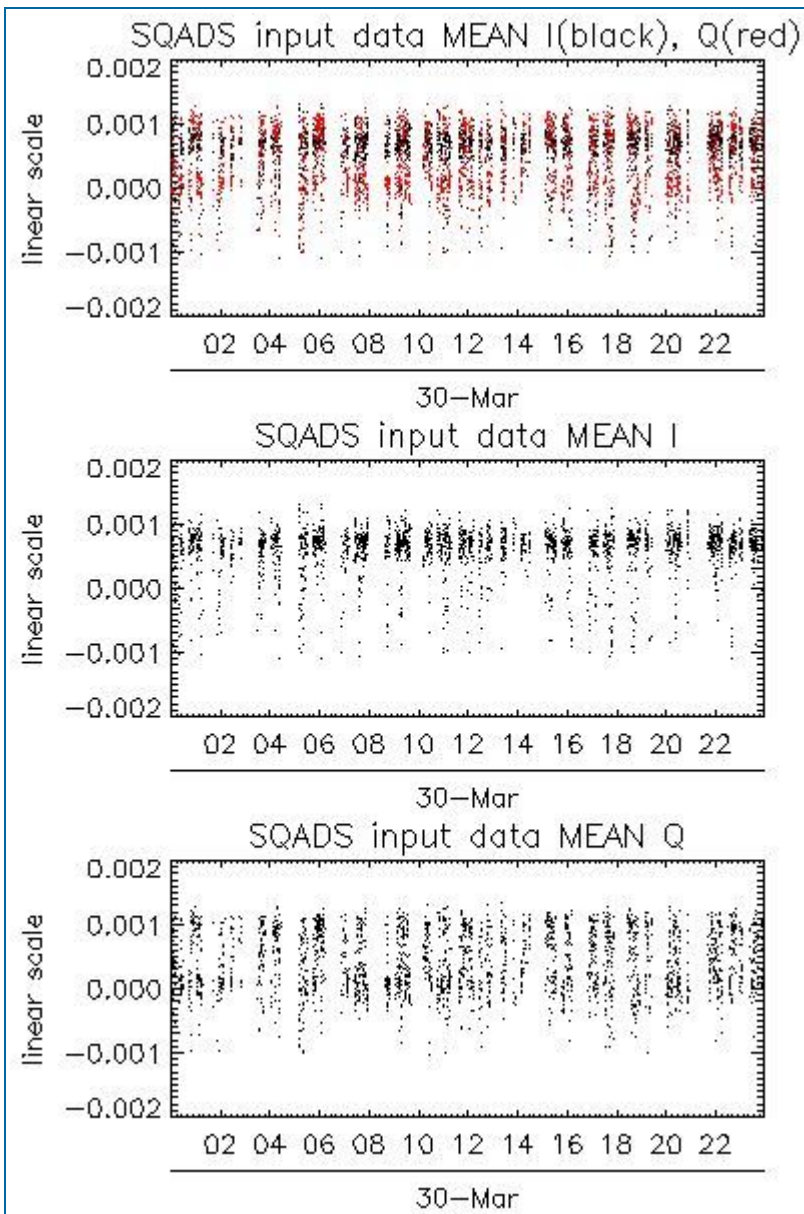 SQADS input data MEAN I(black), Q(red)
0.002
0.001
0.000
−0.001
−0.002
linear scale
02 04 06 08 10 12 14 16 18 20 22
30−Mar
SQADS input data MEAN I
0.002
0.001
0.000
−0.001
−0.002
linear scale
02 04 06 08 10 12 14 16 18 20 22
30−Mar
SQADS input data MEAN Q
0.002
0.001
0.000
−0.001
−0.002
linear scale
02 04 06 08 10 12 14 16 18 20 22
30−Mar